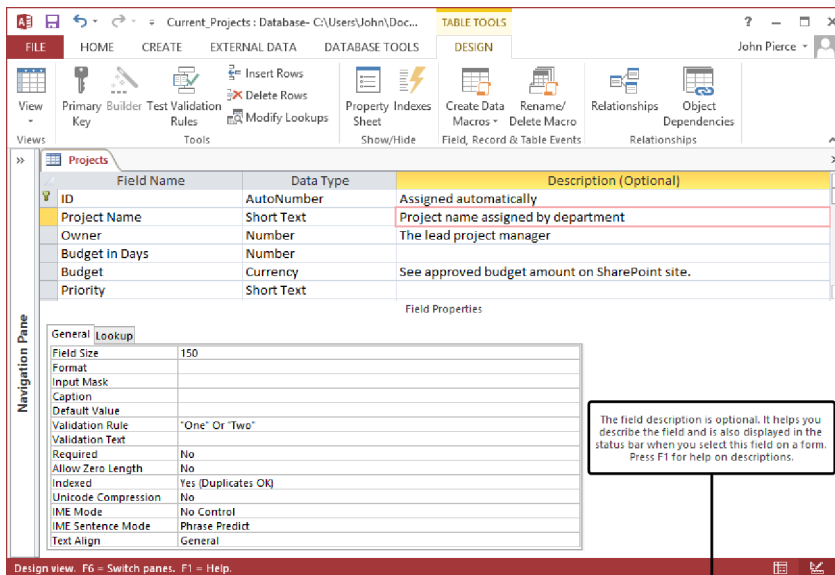 Current_Projects : Database- C:\Users\John\Doc...
TABLE TOOLS
?
FILE HOME CREATE EXTERNAL DATA DATABASE TOOLS DESIGN John Pierce
View
Primary Key
Builder
Test Validation Rules
Insert Rows
Delete Rows
Modify Lookups
Property Sheet
Indexes
Create Data Macros
Rename/ Delete Macro
Relationships
Object Dependencies
Views Tools Show/Hide Field, Record & Table Events Relationships
» Projects
Field Name Data Type Description (Optional)
ID AutoNumber Assigned automatically
Project Name Short Text Project name assigned by department
Owner Number The lead project manager
Budget in Days Number
Budget Currency See approved budget amount on SharePoint site.
Priority Short Text
Field Properties
Navigation Pane
General Lookup
Field Size 150
Format
Input Mask
Caption
Default Value
Validation Rule "One" Or "Two"
Validation Text
Required No
Allow Zero Length No
Indexed Yes (Duplicates OK)
Unicode Compression No
IME Mode No Control
IME Sentence Mode Phrase Predict
Text Align General
The field description is optional. It helps you
describe the field and is also displayed in the
status bar when you select this field on a form.
Press F1 for help on descriptions.
Design view. F6 = Switch panes. F1 = Help.